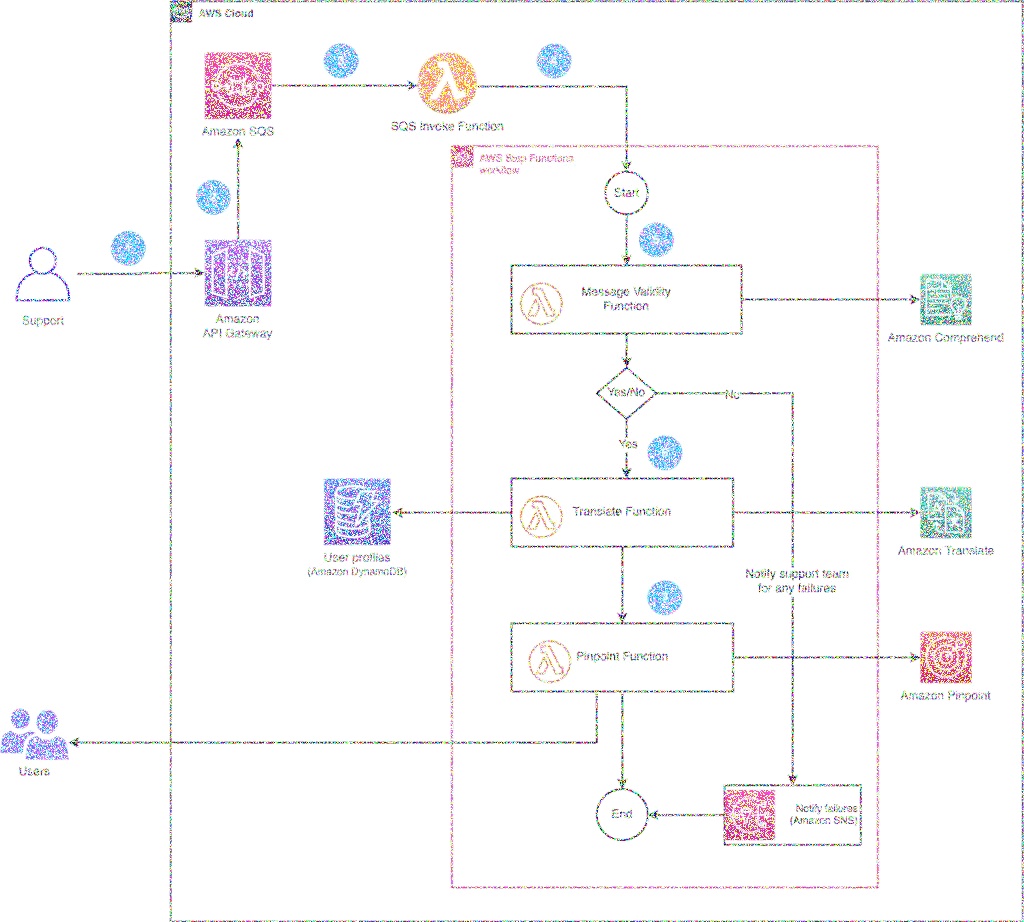 AWS Cloud
Amazon SQS
SQS Invoke Function
AWS Step Functions
workflow
Start
Support
Amazon
API Gateway
Message Validity
Function
Amazon Comprehend
Yes/No
No
Yes
Translate Function
User profiles
(Amazon DynamoDB)
Amazon Translate
Notify support team
for any failures
Pinpoint Function
Amazon Pinpoint
Users
End
Notify failures
(Amazon SNS)